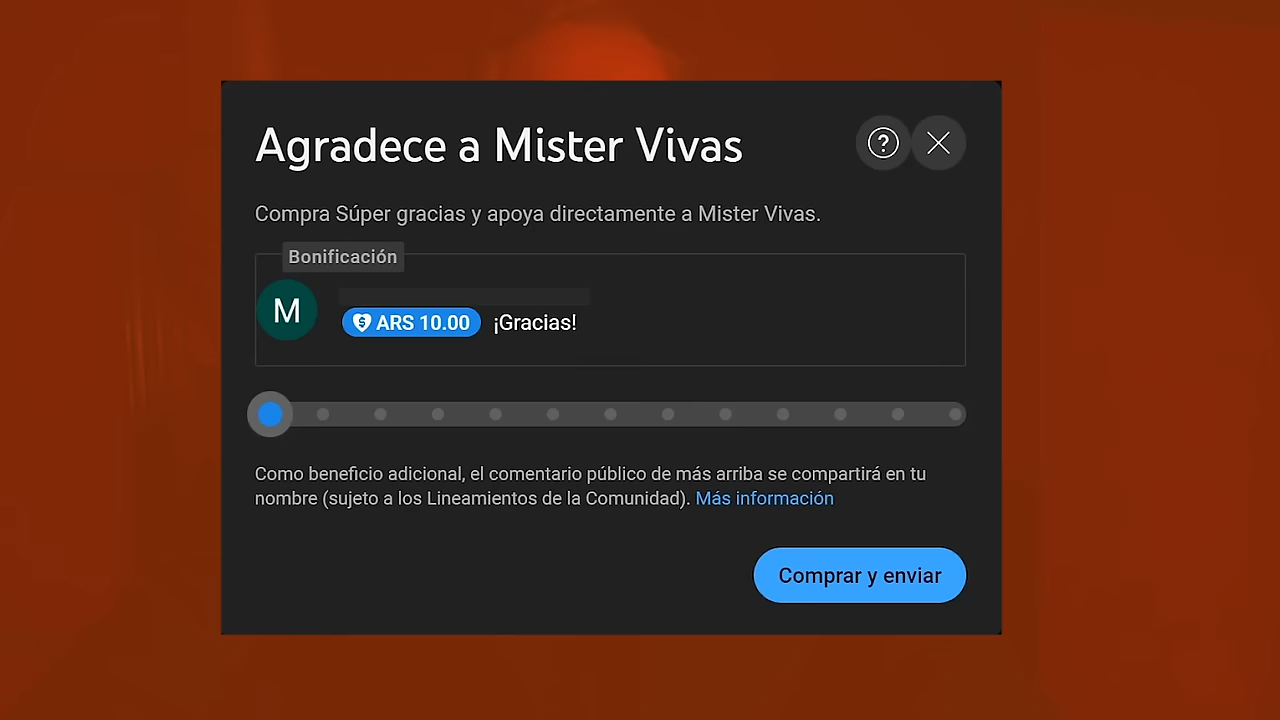 Agradece a Mister Vivas
Compra Súper gracias y apoya directamente a Mister Vivas.
Bonificación
M
ARS 10.00 ¡Gracias!
Como beneficio adicional, el comentario público de más arriba se compartirá en tu
nombre (sujeto a los Lineamientos de la Comunidad). Más información
Comprar y enviar